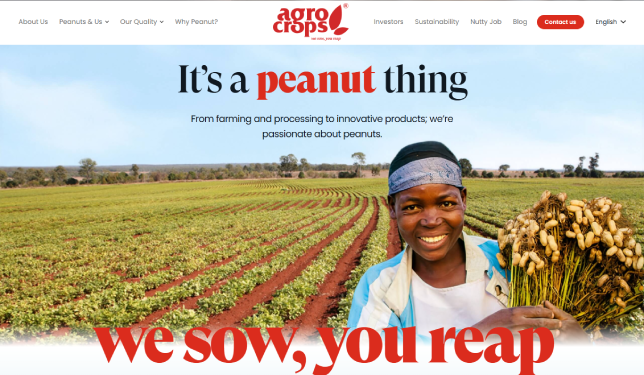 About Us
Peanuts & Us
Our Quality
Why Peanut?
agro
crops
®
we sow, you reap
Investors
Sustainability
Nutty Job
Blog
Contact us
English
It's a peanut thing
From farming and processing to innovative products; we're
passionate about peanuts.
we sow, you reap